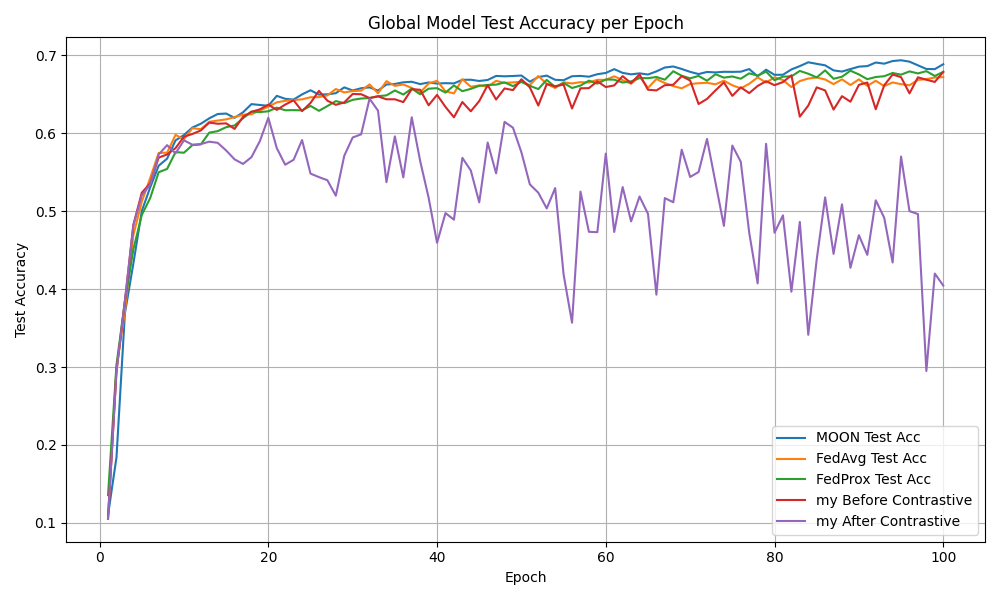 Global Model Test Accuracy per Epoch
Test Accuracy
0.7
0.6
0.5
0.4
0.3
0.2
0.1
0
20
40
60
80
100
Epoch
MOON Test Acc
FedAvg Test Acc
FedProx Test Acc
my Before Contrastive
my After Contrastive